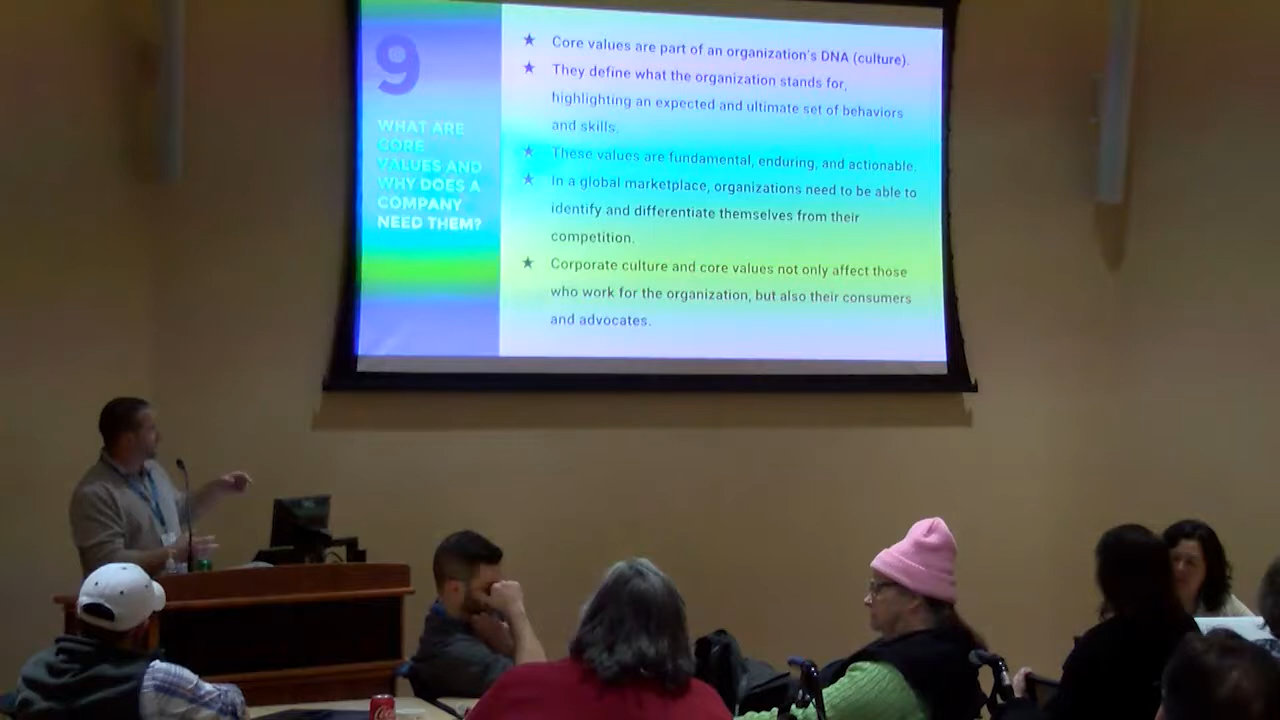 9
WHAT ARE
CORE
VALUES AND
WHY DOES A
COMPANY
NEED THEM?
★ Core values are part of an organization's DNA (culture).
★ They define what the organization stands for,
highlighting an expected and ultimate set of behaviors
and skills.
★ These values are fundamental, enduring, and actionable.
★ In a global marketplace, organizations need to be able to
identify and differentiate themselves from their
competition.
★ Corporate culture and core values not only affect those
who work for the organization, but also their consumers
and advocates.